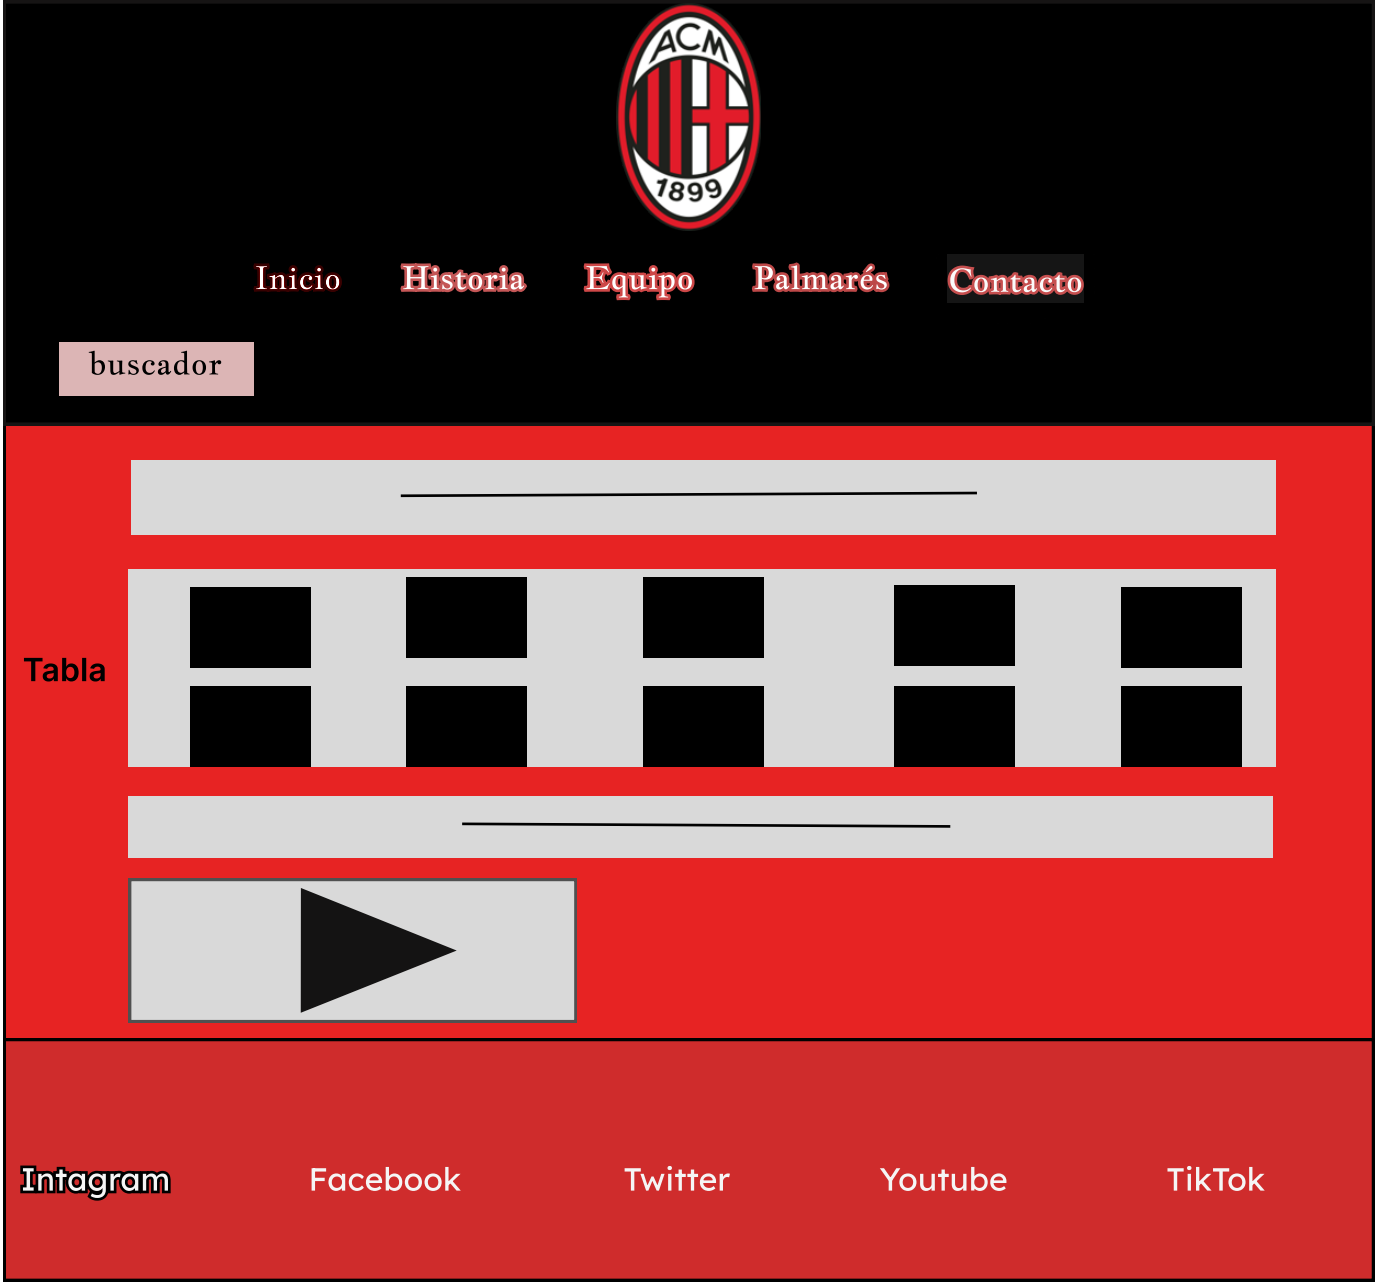 ACM
1899
Inicio Historia Equipo Palmarés Contacto
buscador
Tabla
Intagram Facebook Twitter Youtube TikTok